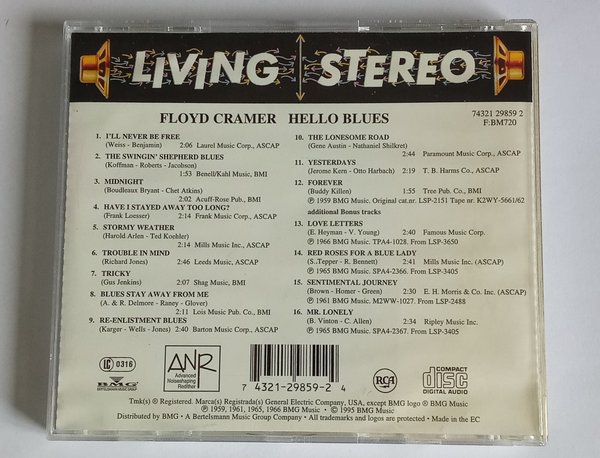 LIVING STEREO
FLOYD CRAMER HELLO BLUES
74321 29859 2
F:BM720
1. I'LL NEVER BE FREE
(Weiss - Benjamin) 2:06 Laurel Music Corp., ASCAP
2. THE SWINGIN' SHEPHERD BLUES
(Koffman - Roberts - Jacobson)
1:53 Benell/Kahl Music, BMI
3. MIDNIGHT
(Boudleaux Bryant - Chet Atkins)
2:02 Acuff-Rose Pub., BMI
4. HAVE I STAYED AWAY TOO LONG?
(Frank Loesser) 2:14 Frank Music Corp., ASCAP
5. STORMY WEATHER
(Harold Arlen - Ted Koehler)
2:14 Mills Music Inc., ASCAP
6. TROUBLE IN MIND
(Richard Jones) 2:46 Leeds Music, ASCAP
7. TRICKY
(Gus Jenkins) 2:07 Shag Music, BMI
8. BLUES STAY AWAY FROM ME
(A. & R. Delmore - Raney - Glover)
2:11 Lois Music Pub. Co., BMI
9. RE-ENLISTMENT BLUES
(Karger - Wells - Jones) 2:40 Barton Music Corp., ASCAP
10. THE LONESOME ROAD
(Gene Austin - Nathaniel Shilkret)
2:44 Paramount Music Corp., ASCAP
11. YESTERDAYS
(Jerome Kern - Otto Harbach) 2:19 T. B. Harms Co., ASCAP
12. FOREVER
(Buddy Killen) 1:55 Tree Pub. Co., BMI
℗ 1959 BMG Music. Original cat.nr. LSP-2151 Tape nr. K2WY-5661/62
additional Bonus tracks
13. LOVE LETTERS
(E. Heyman - V. Young) 2:40 Famous Music Corp.
℗ 1966 BMG Music. TPA4-1028. From LSP-3650
14. RED ROSES FOR A BLUE LADY
(S..Tepper - R. Bennett) 2:41 Mills Music Inc. (ASCAP)
℗ 1965 BMG Music. SPA4-2366. From LSP-3405
15. SENTIMENTAL JOURNEY
(Brown - Homer - Green) 2:30 E. H. Morris & Co. Inc. (ASCAP)
℗ 1961 BMG Music. M2WW-1027. From LSP-2488
16. MR. LONELY
(B. Vinton - C. Allen) 2:34 Ripley Music Inc.
℗ 1965 BMG Music. SPA4-2367. From LSP-3405
LC 0316
BMG
BERTELSMANN MUSIC GROUP
ANR
Advanced
Noiseshaping
Redither
7 4321-29859-2 4
RCA
COMPACT
disc
DIGITAL AUDIO
Tmk(s) ® Registered. Marca(s) Registrada(s) General Electric Company, USA, except BMG logo ® BMG Music
℗ 1959, 1961, 1965, 1966 BMG Music • © 1995 BMG Music
Distributed by BMG • A Bertelsmann Music Group Company • All trademarks and logos are protected • Made in the EC